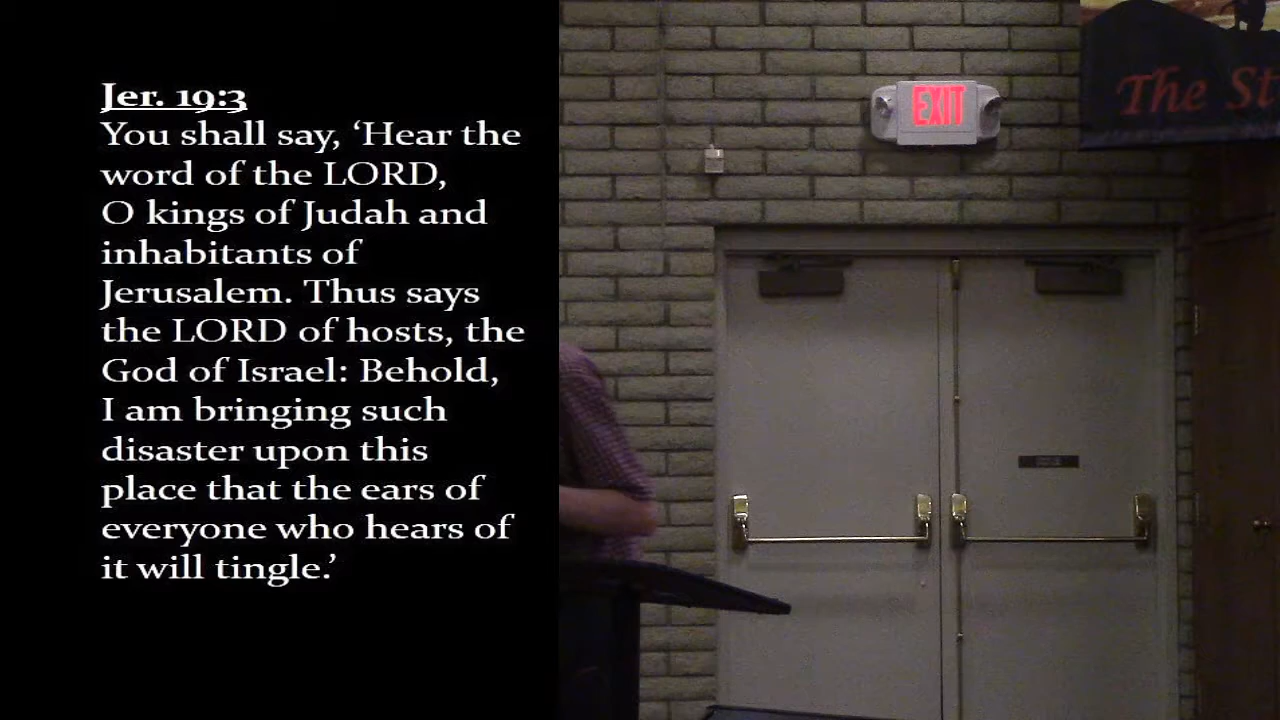 Jer. 19:3
You shall say, ‘Hear the
word of the LORD,
O kings of Judah and
inhabitants of
Jerusalem. Thus says
the LORD of hosts, the
God of Israel: Behold,
I am bringing such
disaster upon this
place that the ears of
everyone who hears of
it will tingle.’
EXIT
The St